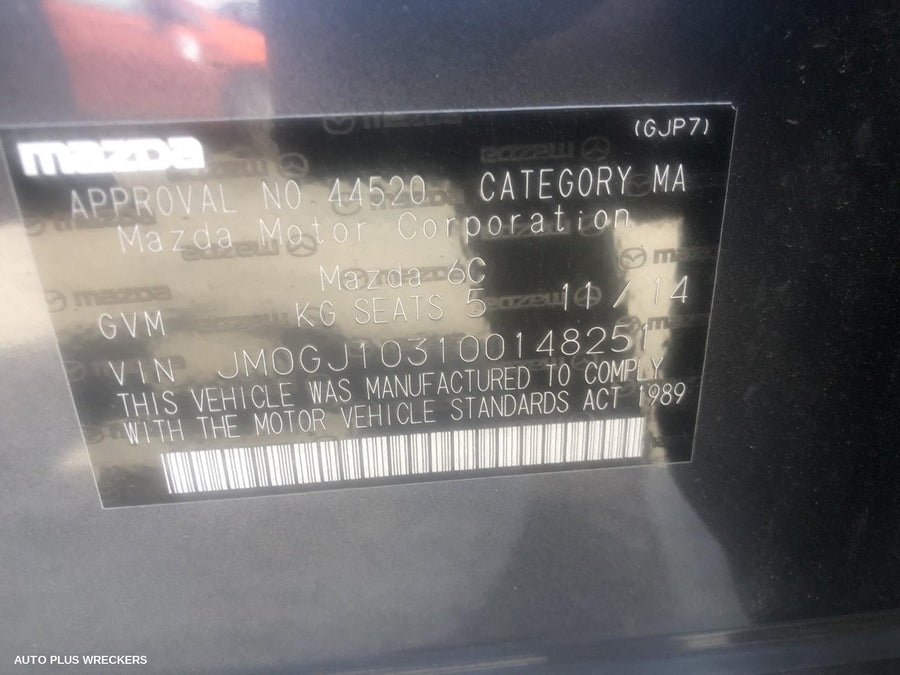 (GJP7)
mazda
APPROVAL NO 44520 CATEGORY MA
Mazda Motor Corporation
Mazda 6C
GVM KG SEATS 5 11/14
VIN JM0GJ103100148251
THIS VEHICLE WAS MANUFACTURED TO COMPLY
WITH THE MOTOR VEHICLE STANDARDS ACT 1989
AUTO PLUS WRECKERS